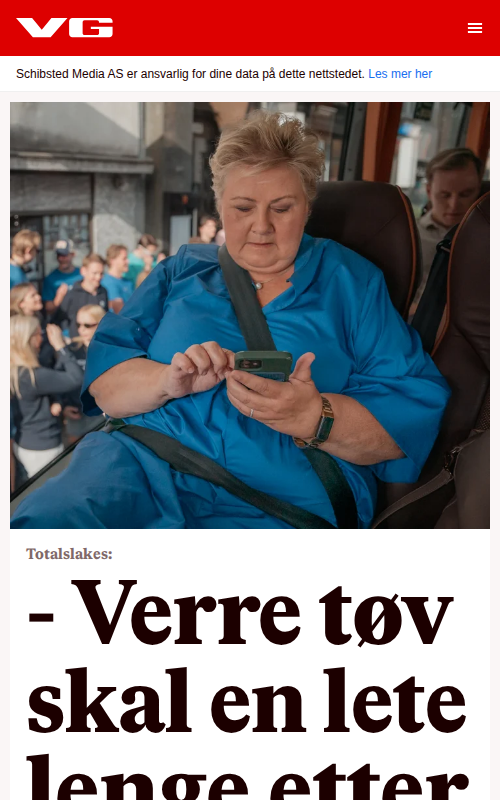 VG
Schibsted Media AS er ansvarlig for dine data på dette nettstedet. Les mer her
Totalslakes:
- Verre tøv
skal en lete
lenge etter